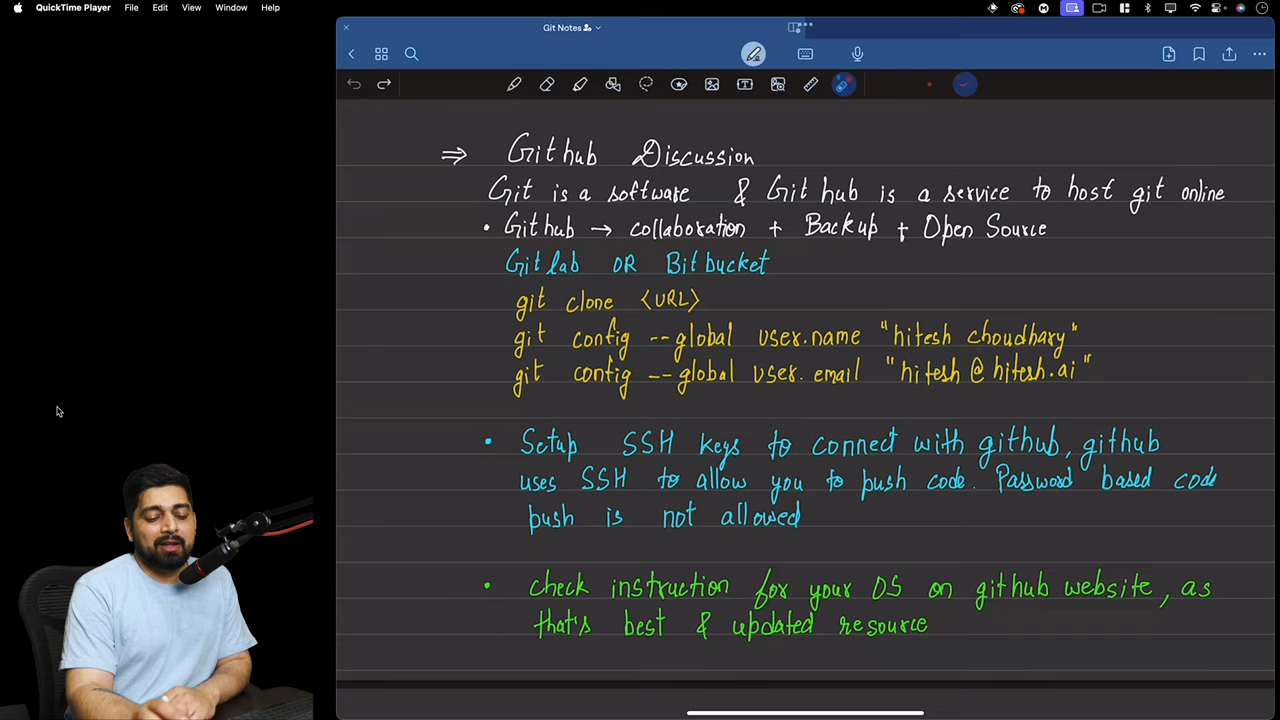 QuickTime Player File Edit View Window Help
Git Notes
⇒ Github Discussion
Git is a software & Git hub is a service to host git online
• Github → collaboration + Backup + Open Source
Gitlab OR Bitbucket
git clone <URL>
git config --global user.name "hitesh choudhary"
git config --global user.email "hitesh@hitesh.ai"
• Setup SSH keys to connect with github, github
uses SSH to allow you to push code. Password based code
push is not allowed
• check instruction for your OS on github website, as
that's best & updated resource